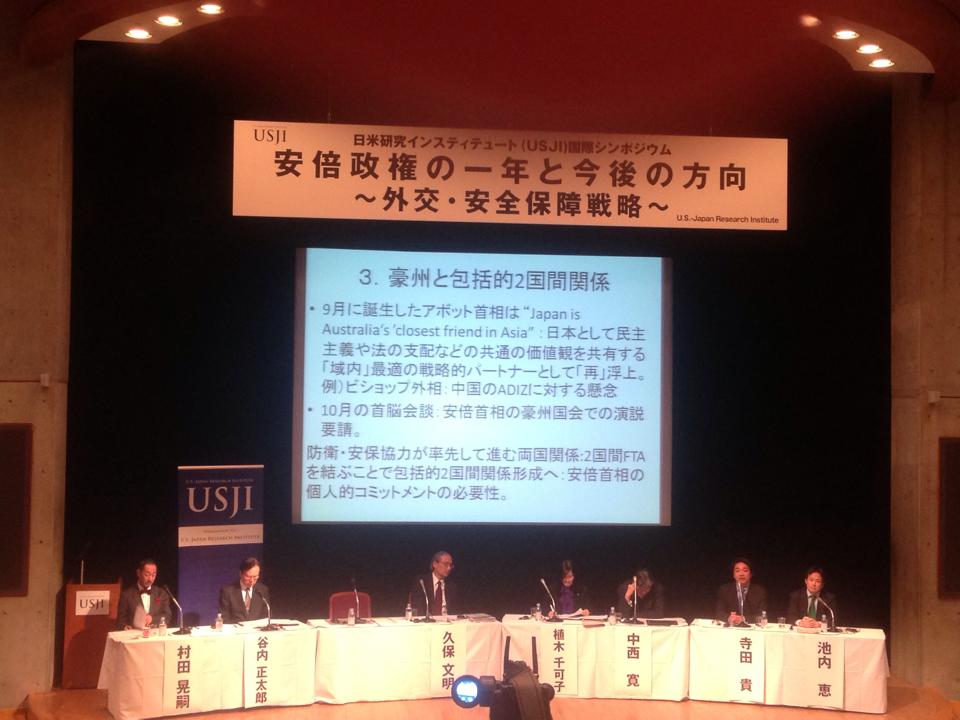 USJI
日米研究インスティテュート(USJI)国際シンポジウム
安倍政権の一年と今後の方向
～外交・安全保障戦略～
U.S.-Japan Research Institute
3. 豪州と包括的2国間関係
• 9月に誕生したアボット首相は “Japan is
Australia's 'closest friend in Asia” : 日本として民主
主義や法の支配などの共通の価値観を共有する
「域内」最適の戦略的パートナーとして「再」浮上。
例）ビショップ外相: 中国のADIZに対する懸念
• 10月の首脳会談: 安倍首相の豪州国会での演説
要請。
防衛・安保協力が率先して進む両国関係:2国間FTA
を結ぶことで包括的2国間関係形成へ: 安倍首相の
個人的コミットメントの必要性。
U.S. JAPAN RESEARCH INSTITUTE
USJI
U.S. JAPAN RESEARCH INSTITUTE
USJI
村田 晃嗣
谷内 正太郎
久保 文明
植木 千可子
中西 寛
寺田 貴
池内 恵